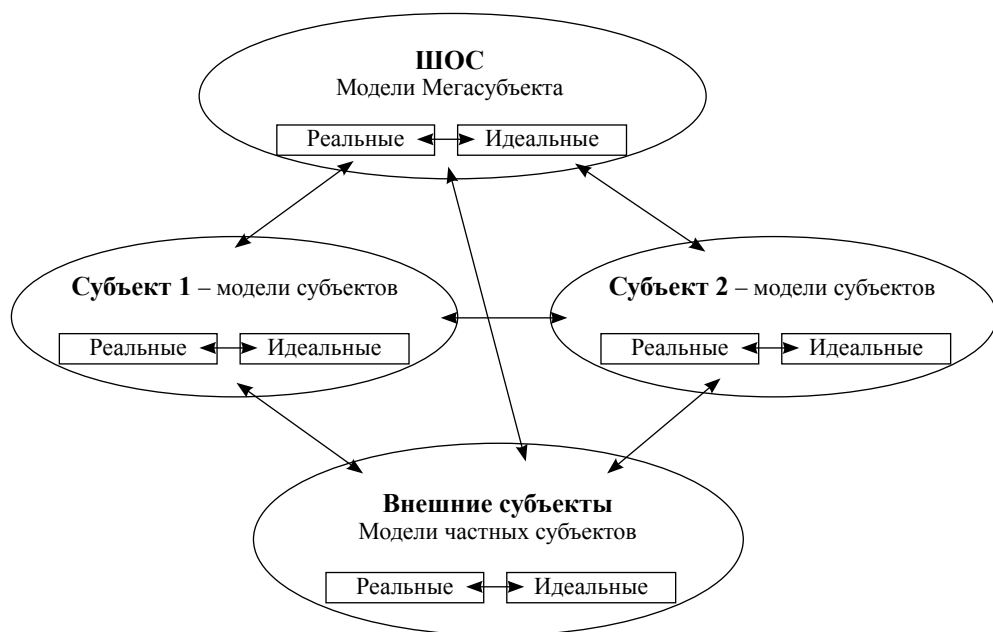 ШОС
Модели Мегасубъекта
Реальные Идеальные
Субъект 1 – модели субъектов
Реальные Идеальные
Субъект 2 – модели субъектов
Реальные Идеальные
Внешние субъекты
Модели частных субъектов
Реальные Идеальные